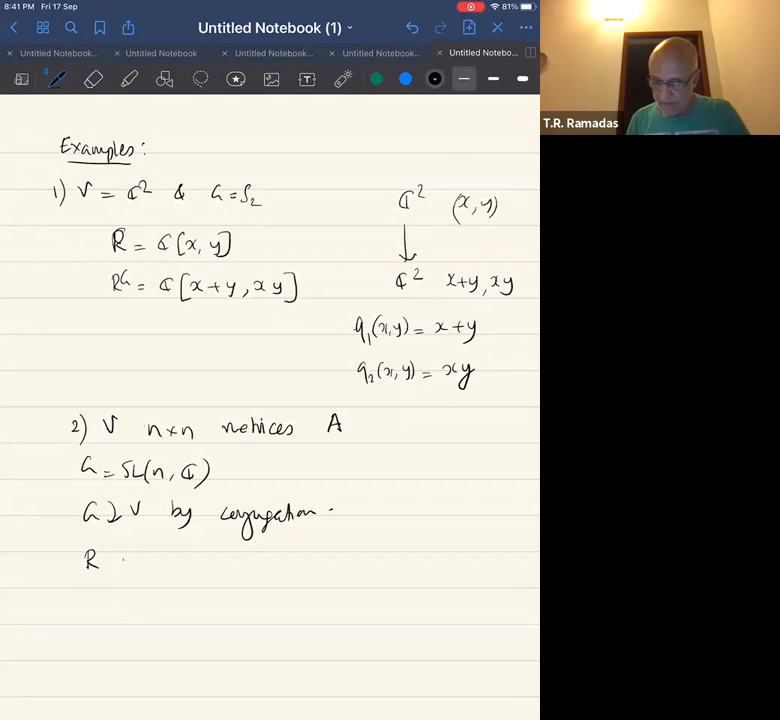 8:41 PM Fri 17 Sep
81%
Untitled Notebook (1)
Untitled Notebook... Untitled Notebook Untitled Notebook... Untitled Notebook... Untitled Notebo...
T.R. Ramadas
Examples:
1) V = ℂ² & G = S₂
R = ℂ[x, y]
Rᴳ = ℂ[x+y, xy]
ℂ² (x, y)
↓
ℂ² x+y, xy
q₁(x,y) = x+y
q₂(x,y) = xy
2) V n×n matrices A
G = SL(n, ℂ)
G ↻ V by conjugation.
R